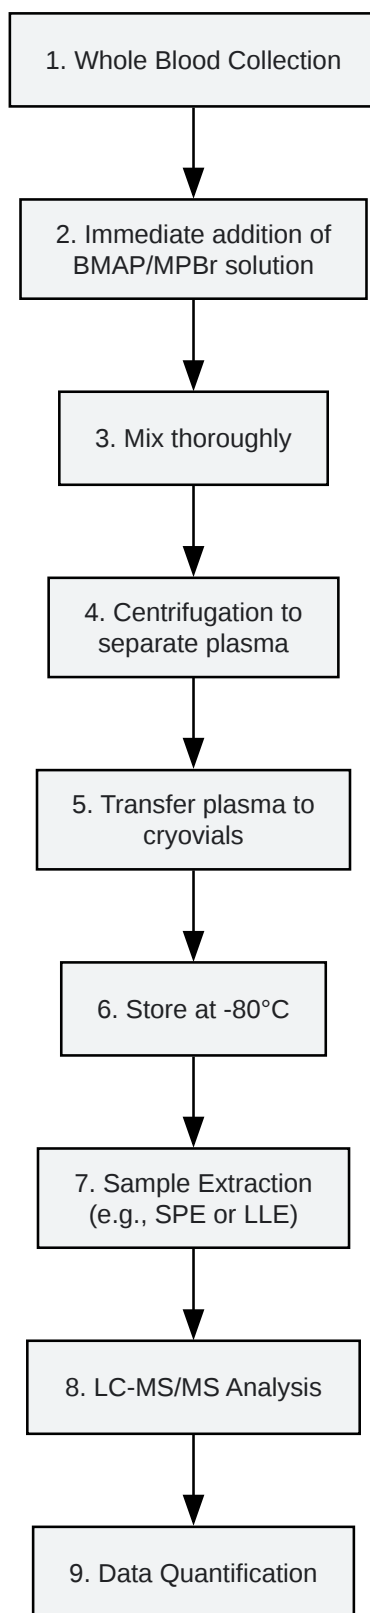 1. Whole Blood Collection
2. Immediate addition of
BMAP/MPBr solution
3. Mix thoroughly
4. Centrifugation to
separate plasma
5. Transfer plasma to
cryovials
6. Store at -80°C
7. Sample Extraction
(e.g., SPE or LLE)
8. LC-MS/MS Analysis
9. Data Quantification